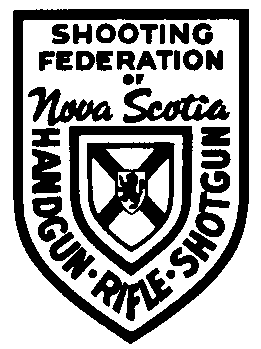 SHOOTING
FEDERATION
OF
Nova Scotia
HANDGUN · RIFLE · SHOTGUN